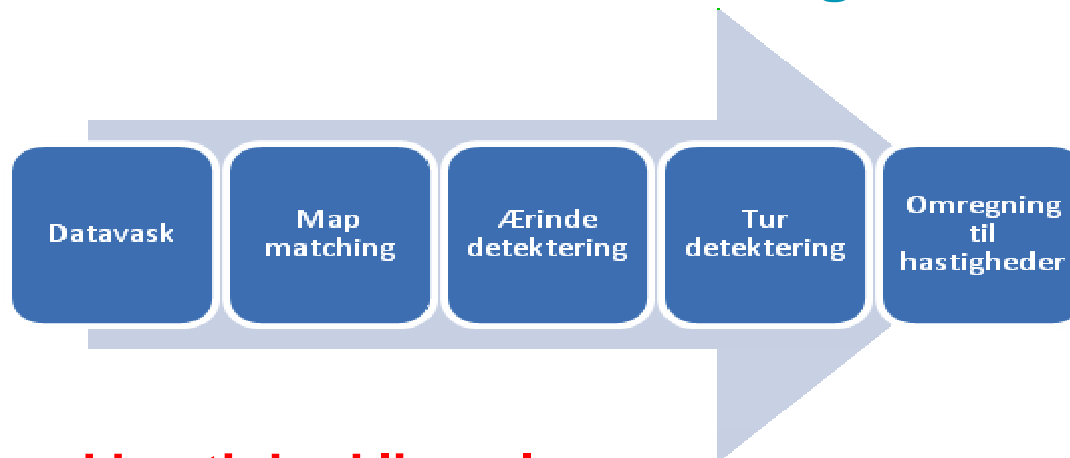 Datavask
Map
matching
Ærinde
detektering
Tur
detektering
Omregning
til
hastigheder